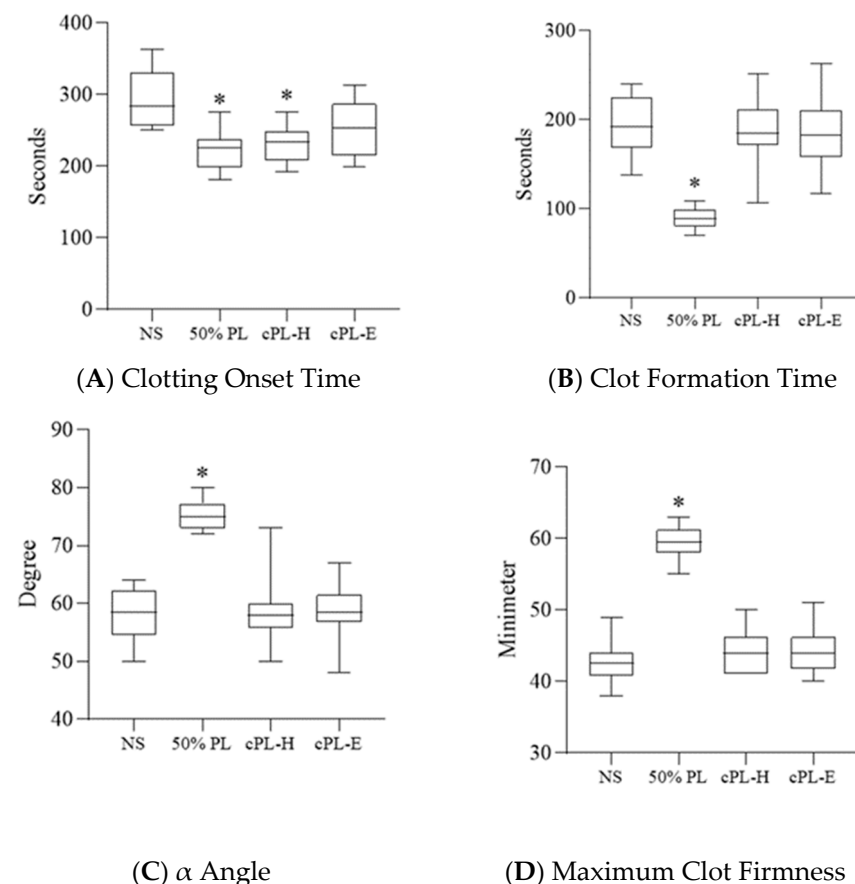 400
300
200
100
0
Seconds
* *
NS 50% PL cPL-H cPL-E
(A) Clotting Onset Time
300
200
100
0
Seconds
*
NS 50% PL cPL-H cPL-E
(B) Clot Formation Time
90
80
70
60
50
40
Degree
*
NS 50% PL cPL-H cPL-E
(C) α Angle
70
60
50
40
30
Minimeter
*
NS 50% PL cPL-H cPL-E
(D) Maximum Clot Firmness